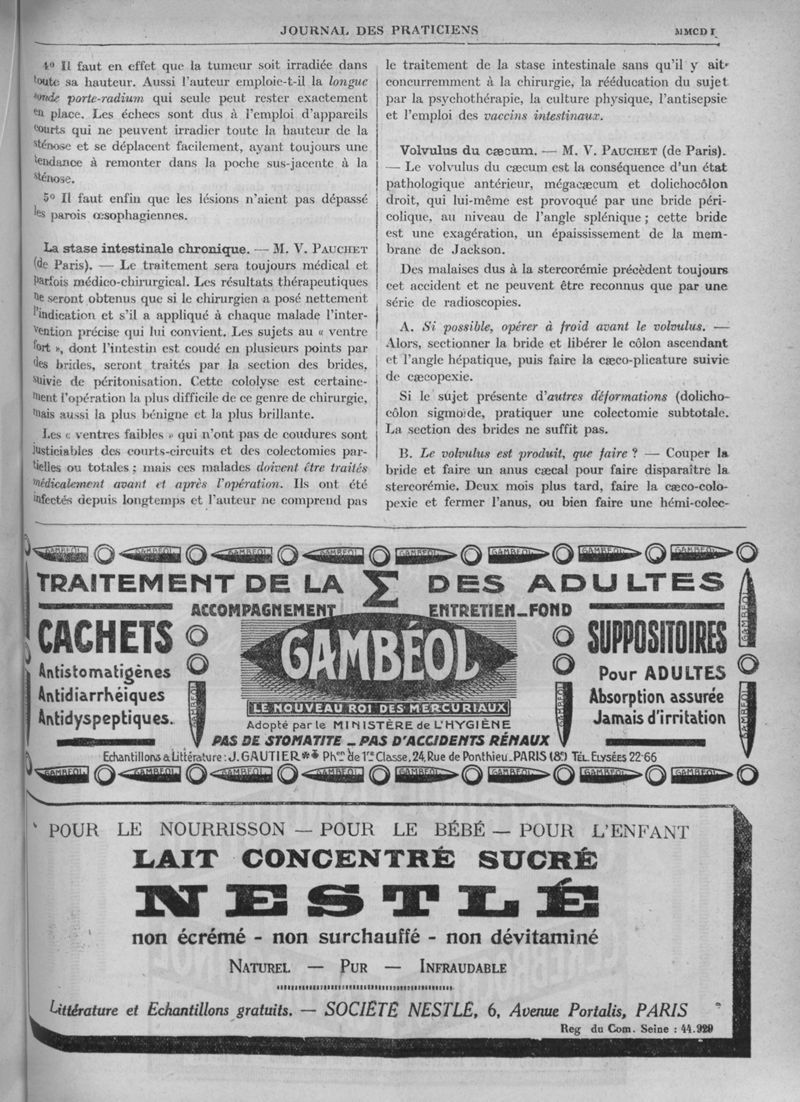 JOURNAL DES PRATICIENS
MMCD I
4º Il faut en effet que la tumeur soit irradiée dans
toute sa hauteur. Aussi l'auteur emploie-t-il la longue
sonde porte-radium qui seule peut rester exactement
en place. Les échecs sont dus à l'emploi d'appareils
courts qui ne peuvent irradier toute la hauteur de la
sténose et se déplacent facilement, ayant toujours une
tendance à remonter dans la poche sus-jacente à la
sténose.
5º Il faut enfin que les lésions n'aient pas dépassé
les parois œsophagiennes.
La stase intestinale chronique. — M. V. PAUCHET
(de Paris). — Le traitement sera toujours médical et
parfois médico-chirurgical. Les résultats thérapeutiques
ne seront obtenus que si le chirurgien a posé nettement
l'indication et s'il a appliqué à chaque malade l'inter-
vention précise qui lui convient. Les sujets au « ventre
fort », dont l'intestin est coudé en plusieurs points par
des brides, seront traités par la section des brides,
suivie de péritonisation. Cette cololyse est certaine-
ment l'opération la plus difficile de ce genre de chirurgie,
mais aussi la plus bénigne et la plus brillante.
Les « ventres faibles » qui n'ont pas de coudures sont
justiciables des courts-circuits et des colectomies par-
tielles ou totales ; mais ces malades doivent être traités
médicalement avant et après l'opération. Ils ont été
infectés depuis longtemps et l'auteur ne comprend pas
le traitement de la stase intestinale sans qu'il y ait
concurremment à la chirurgie, la rééducation du sujet
par la psychothérapie, la culture physique, l'antisepsie
et l'emploi des vaccins intestinaux.
Volvulus du cæcum. — M. V. PAUCHET (de Paris).
— Le volvulus du cæcum est la conséquence d'un état
pathologique antérieur, mégacæcum et dolichocôlon
droit, qui lui-même est provoqué par une bride péri-
colique, au niveau de l'angle splénique ; cette bride
est une exagération, un épaississement de la mem-
brane de Jackson.
Des malaises dus à la stercorémie précèdent toujours
cet accident et ne peuvent être reconnus que par une
série de radioscopies.
A. Si possible, opérer à froid avant le volvulus. —
Alors, sectionner la bride et libérer le côlon ascendant
et l'angle hépatique, puis faire la cæco-plicature suivie
de cæcopexie.
Si le sujet présente d'autres déformations (dolicho-
côlon sigmoïde, pratiquer une colectomie subtotale.
La section des brides ne suffit pas.
B. Le volvulus est produit, que faire ? — Couper la
bride et faire un anus cæcal pour faire disparaître la
stercorémie. Deux mois plus tard, faire la cæco-colo-
pexie et fermer l'anus, ou bien faire une hémi-colec-
TRAITEMENT DE LA Σ DES ADULTES
ACCOMPAGNEMENT ENTRETIEN_FOND
CACHETS
Antistomatigènes
Antidiarrhéiques
Antidyspeptiques.
GAMBÉOL
LE NOUVEAU ROI DES MERCURIAUX
Adopté par le MINISTÈRE de L'HYGIÈNE
PAS DE STOMATITE _ PAS D'ACCIDENTS RÉNAUX
SUPPOSITOIRES
Pour ADULTES
Absorption assurée
Jamais d'irritation
Echantillons & Littérature : J. GAUTIER ** Phcien de 1re Classe, 24, Rue de Ponthieu_PARIS (8e) TÉL. ELYSÉES 22-66
POUR LE NOURRISSON — POUR LE BÉBÉ — POUR L'ENFANT
LAIT CONCENTRÉ SUCRÉ
NESTLÉ
non écrémé - non surchauffé - non dévitaminé
NATUREL — PUR — INFRAUDABLE
Littérature et Echantillons gratuits. — SOCIÉTÉ NESTLÉ, 6, Avenue Portalis, PARIS
Reg du Com. Seine : 44.929